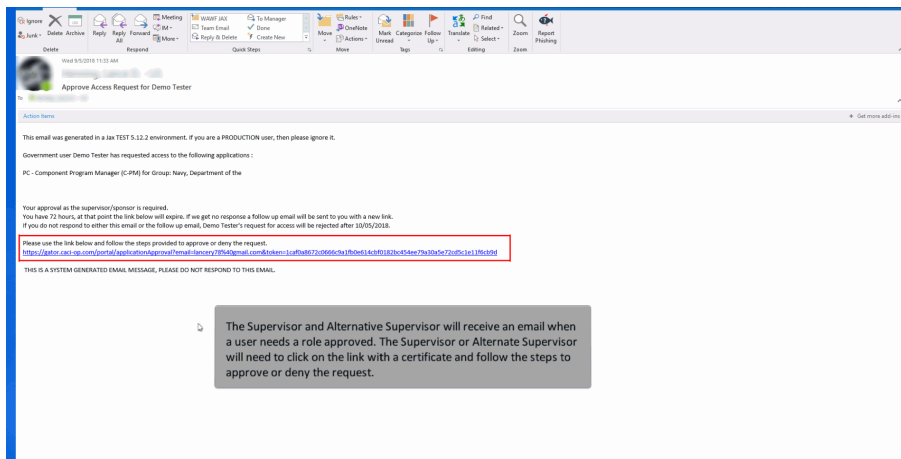 Ignore
Junk
Delete
Archive
Reply
Reply All
Forward
Meeting
IM
More
WAWF JAX
Team Email
Reply & Delete
To Manager
Done
Create New
Move
Rules
OneNote
Actions
Mark Unread
Categorize
Follow Up
Translate
Find
Related
Select
Zoom
Report Phishing
Delete
Respond
Quick Steps
Move
Tags
Editing
Zoom
Wed 9/5/2018 11:33 AM
Approve Access Request for Demo Tester
To
Action Items
+ Get more add-ins
This email was generated in a Jax TEST 5.12.2 environment. If you are a PRODUCTION user, then please ignore it.
Government user Demo Tester has requested access to the following applications :
PC - Component Program Manager (C-PM) for Group: Navy, Department of the
Your approval as the supervisor/sponsor is required.
You have 72 hours, at that point the link below will expire. If we get no response a follow up email will be sent to you with a new link.
If you do not respond to either this email or the follow up email, Demo Tester's request for access will be rejected after 10/05/2018.
Please use the link below and follow the steps provided to approve or deny the request.
https://gator.caci-op.com/portal/applicationApproval?email=lancery78%40gmail.com&token=1caf0a8672c0666c9a1fb0e614cbf0182bc454ee79a30a5e72cd5c1e11f6cb9d
THIS IS A SYSTEM GENERATED EMAIL MESSAGE, PLEASE DO NOT RESPOND TO THIS EMAIL.
The Supervisor and Alternative Supervisor will receive an email when
a user needs a role approved. The Supervisor or Alternate Supervisor
will need to click on the link with a certificate and follow the steps to
approve or deny the request.